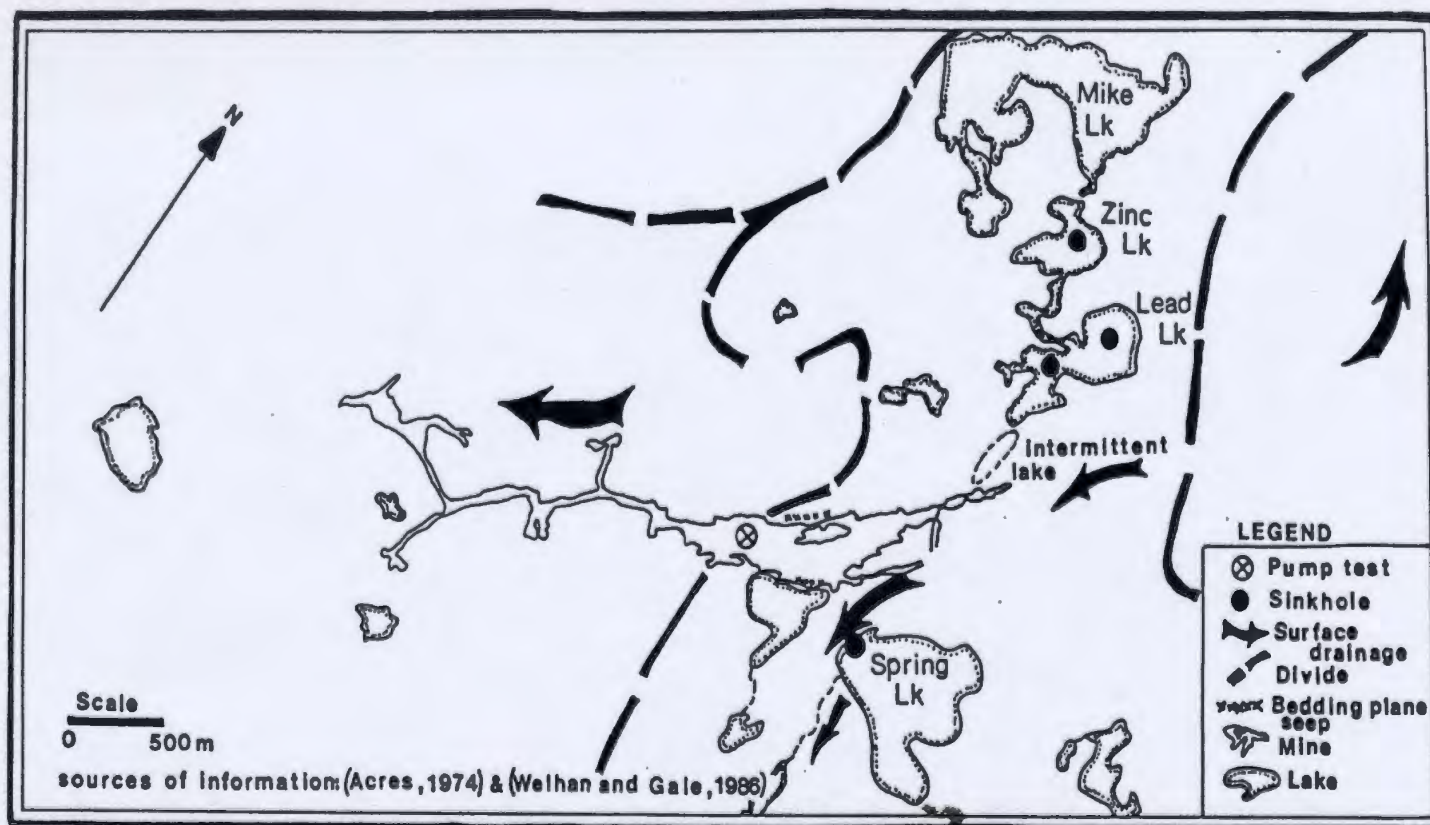 N
Mike
Lk
Zinc
Lk
Lead
Lk
Intermittent
lake
Spring
Lk
LEGEND
Pump test
Sinkhole
Surface
drainage
Divide
Bedding plane
seep
Mine
Lake
Scale
0 500m
sources of information:(Acres,1974) & (Welhan and Gale,1986)